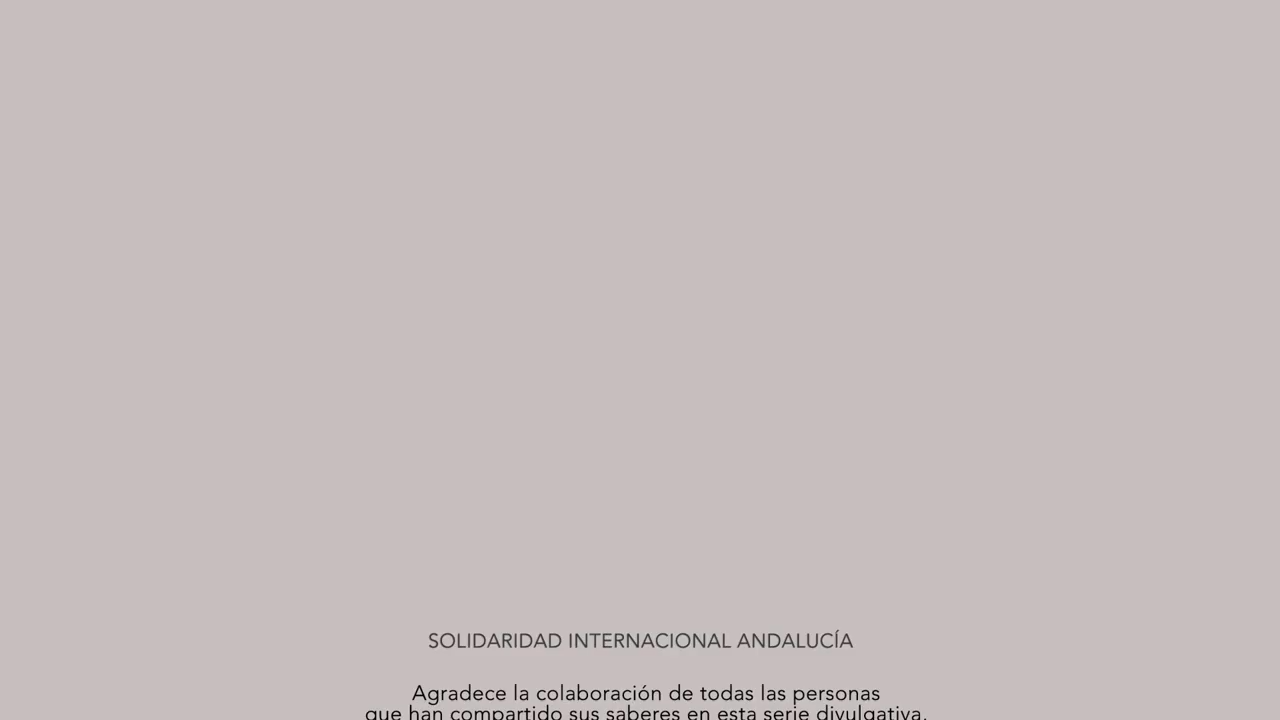 SOLIDARIDAD INTERNACIONAL ANDALUCÍA
Agradece la colaboración de todas las personas
que han compartido sus saberes en esta serie divulgativa.